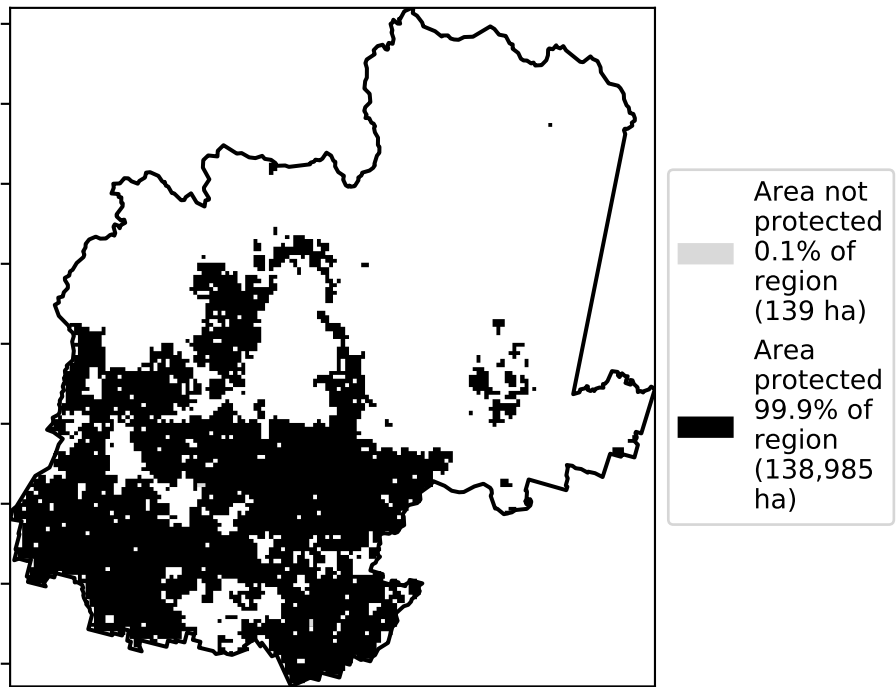 Area not
protected
0.1% of
region
(139 ha)
Area
protected
99.9% of
region
(138,985
ha)